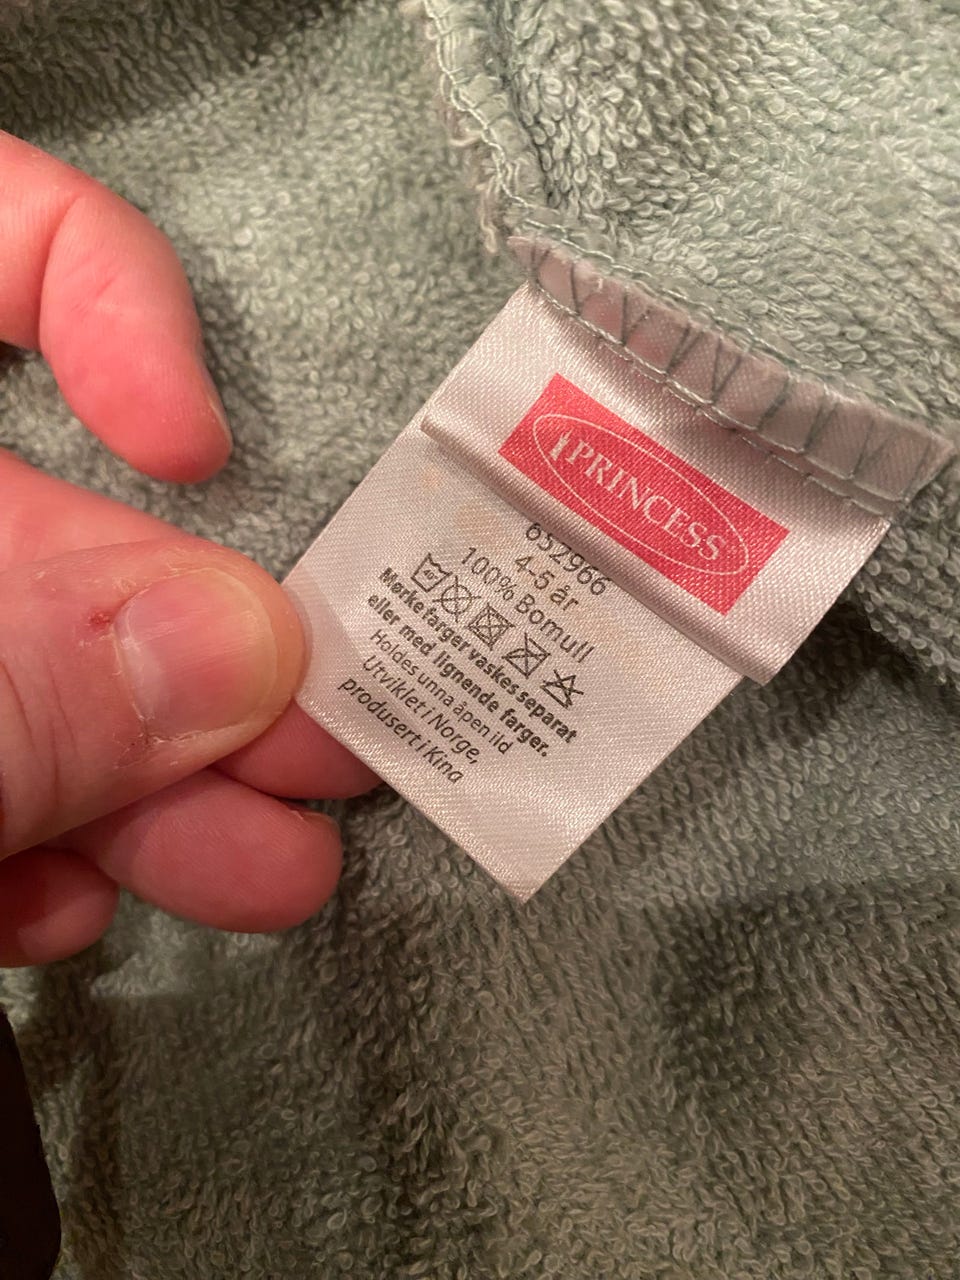 PRINCESS
652966
4-5 år
100% Bomull
40
Mørke farger vaskes separat
eller med lignende farger.
Holdes unna åpen ild
Utviklet i Norge,
produsert i Kina